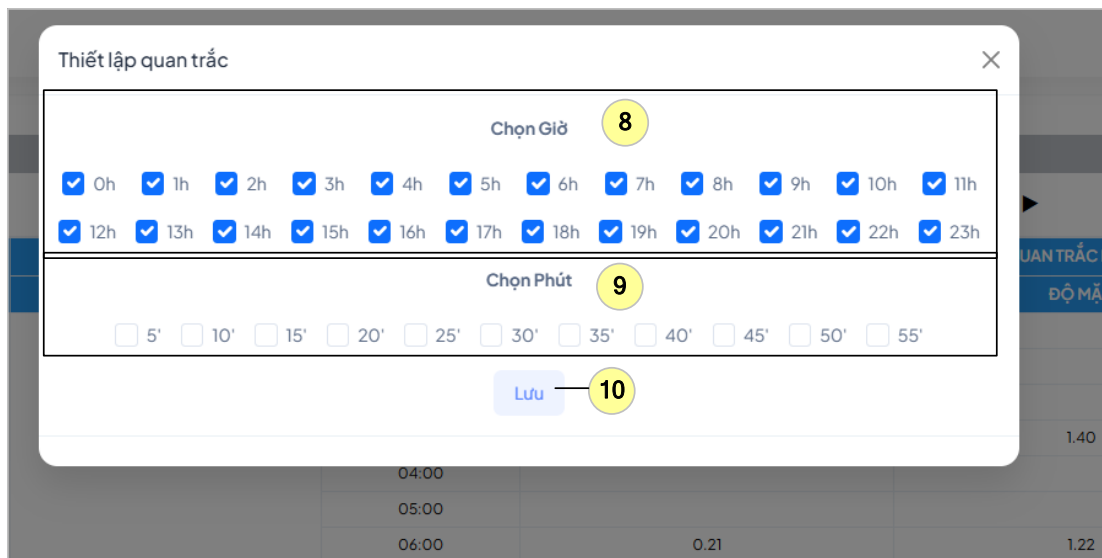 Thiết lập quan trắc
Chọn Giờ 8
0h 1h 2h 3h 4h 5h 6h 7h 8h 9h 10h 11h
12h 13h 14h 15h 16h 17h 18h 19h 20h 21h 22h 23h
UAN TRẮC
Chọn Phút 9
ĐỘ MẶ
5' 10' 15' 20' 25' 30' 35' 40' 45' 50' 55'
Lưu 10
1.40
04:00
05:00
06:00 0.21 1.22